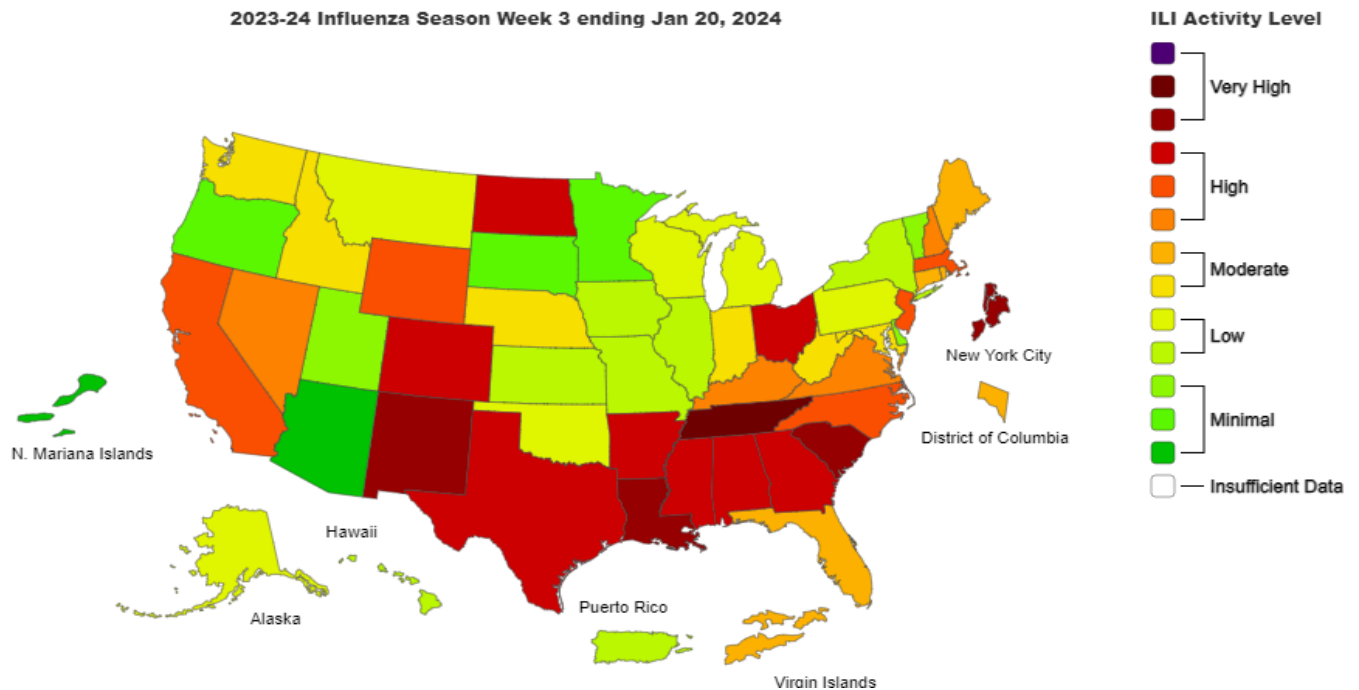 2023-24 Influenza Season Week 3 ending Jan 20, 2024
ILI Activity Level
Very High
High
Moderate
Low
Minimal
Insufficient Data
New York City
District of Columbia
N. Mariana Islands
Hawaii
Alaska
Puerto Rico
Virgin Islands